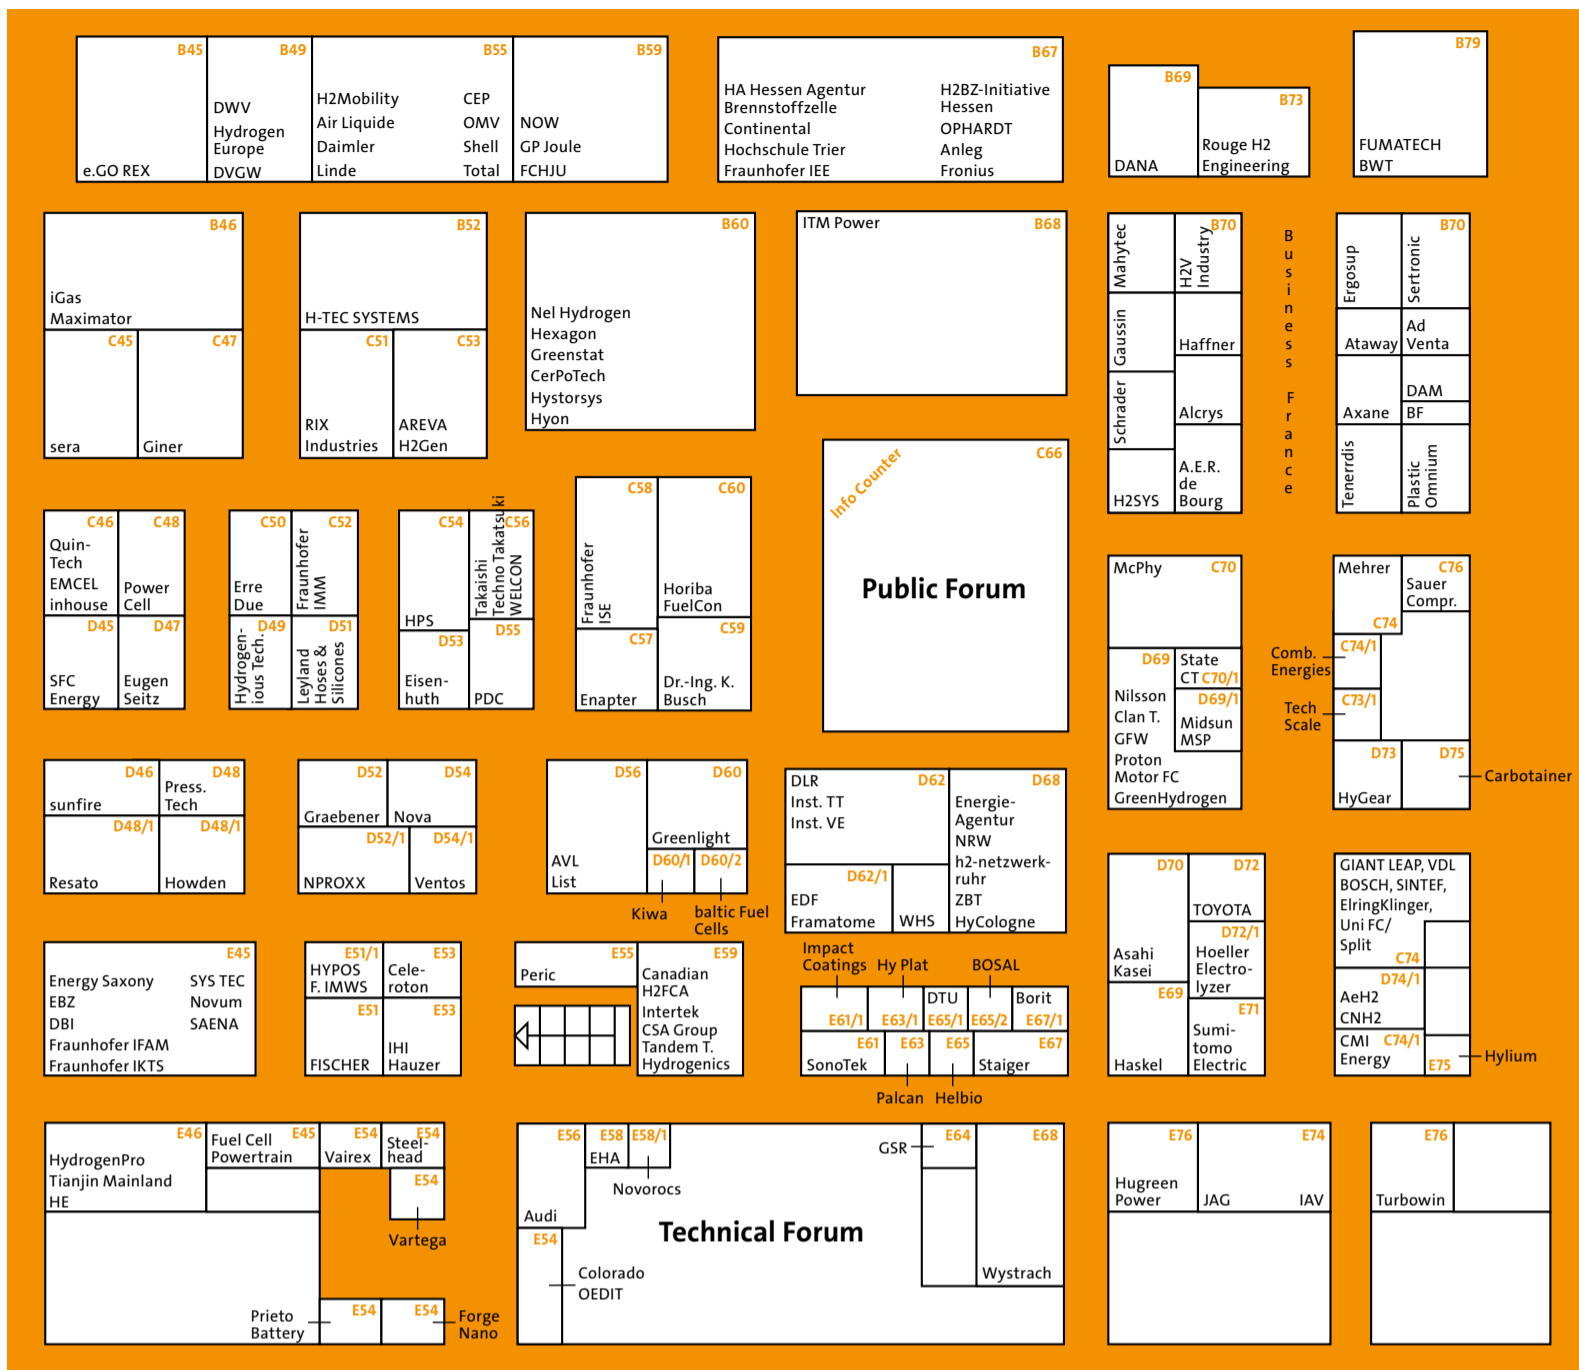 B45
e.GO REX
B49
DWV
Hydrogen
Europe
DVGW
B55
H2Mobility
CEP
Air Liquide
OMV
Daimler
Shell
Linde
Total
B59
NOW
GP Joule
FCHJU
B67
HA Hessen Agentur
Brennstoffzelle
Continental
Hochschule Trier
Fraunhofer IEE
H2BZ-Initiative
Hessen
OPHARDT
Anleg
Fronius
B69
DANA
B73
Rouge H2
Engineering
B79
FUMATECH
BWT
B46
iGas
Maximator
C45
sera
C47
Giner
B52
H-TEC SYSTEMS
C51
RIX
Industries
C53
AREVA
H2Gen
B60
Nel Hydrogen
Hexagon
Greenstat
CerPoTech
Hystorsys
Hyon
ITM Power
B68
Mahytec
B70
H2V
Industry
Gaussin
Haffner
Schrader
Alcrys
H2SYS
A.E.R.
de
Bourg
Business France
B70
Ergosup
Sertronic
Ataway
Ad
Venta
Axane
DAM
BF
Tenerrdis
Plastic
Omnium
C46
Quin-
Tech
EMCEL
inhouse
C48
Power
Cell
D45
SFC
Energy
D47
Eugen
Seitz
C50
Erre
Due
C52
Fraunhofer
IMM
D49
Hydrogen-
ious Tech.
D51
Leyland
Hoses &
Silicones
C54
HPS
C56
Takaishi
Techno Takatsuki
WELCON
D53
Eisen-
huth
D55
PDC
C58
Fraunhofer
ISE
C60
Horiba
FuelCon
C57
Enapter
C59
Dr.-Ing. K.
Busch
Info Counter
C66
Public Forum
McPhy
C70
D69
Nilsson
Clan T.
GFW
Proton
Motor FC
GreenHydrogen
State
CT C70/1
D69/1
Midsun
MSP
Mehrer
C74
C76
Sauer
Compr.
Comb.
Energies
C74/1
Tech
Scale
C73/1
D73
HyGear
D75
Carbotainer
D46
sunfire
D48
Press.
Tech
D48/1
Resato
D48/1
Howden
D52
Graebener
D54
Nova
D52/1
NPROXX
D54/1
Ventos
D56
AVL
List
D60
Greenlight
D60/1
Kiwa
D60/2
baltic Fuel
Cells
DLR
D62
Inst. TT
Inst. VE
D62/1
EDF
Framatome
WHS
D68
Energie-
Agentur
NRW
h2-netzwerk-
ruhr
ZBT
HyCologne
D70
Asahi
Kasei
D72
TOYOTA
D72/1
Hoeller
Electro-
lyzer
E69
Haskel
E71
Sumi-
tomo
Electric
GIANT LEAP, VDL
BOSCH, SINTEF,
ElringKlinger,
Uni FC/
Split
C74
D74/1
AeH2
CNH2
CMI
Energy
C74/1
E75
Hylium
E45
Energy Saxony
SYS TEC
EBZ
Novum
DBI
SAENA
Fraunhofer IFAM
Fraunhofer IKTS
E51/1
HYPOS
F. IMWS
E53
Cele-
roton
E51
FISCHER
E53
IHI
Hauzer
E55
Peric
E59
Canadian
H2FCA
Intertek
CSA Group
Tandem T.
Hydrogenics
Impact
Coatings
Hy Plat
BOSAL
E61/1
E63/1
DTU
E65/1
E65/2
Borit
E67/1
E61
SonoTek
E63
E65
E67
Staiger
Palcan
Helbio
E46
HydrogenPro
Tianjin Mainland
HE
E45
Fuel Cell
Powertrain
E54
Vairex
E54
Steel-
head
E54
Vartega
Prieto
Battery
E54
E54
Forge
Nano
E56
Audi
E58
EHA
E58/1
Novorocs
E54
Colorado
OEDIT
Technical Forum
GSR
E64
E68
Wystrach
E76
Hugreen
Power
E74
JAG
IAV
E76
Turbowin